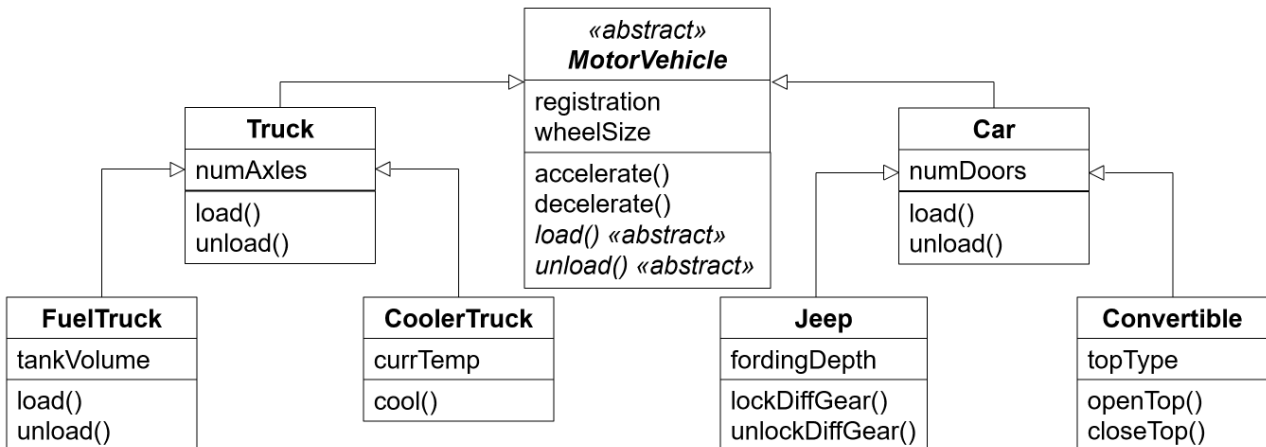 «abstract»
MotorVehicle
registration
wheelSize
accelerate()
decelerate()
load() «abstract»
unload() «abstract»
Truck
numAxles
load()
unload()
Car
numDoors
load()
unload()
FuelTruck
tankVolume
load()
unload()
CoolerTruck
currTemp
cool()
Jeep
fordingDepth
lockDiffGear()
unlockDiffGear()
Convertible
topType
openTop()
closeTop()